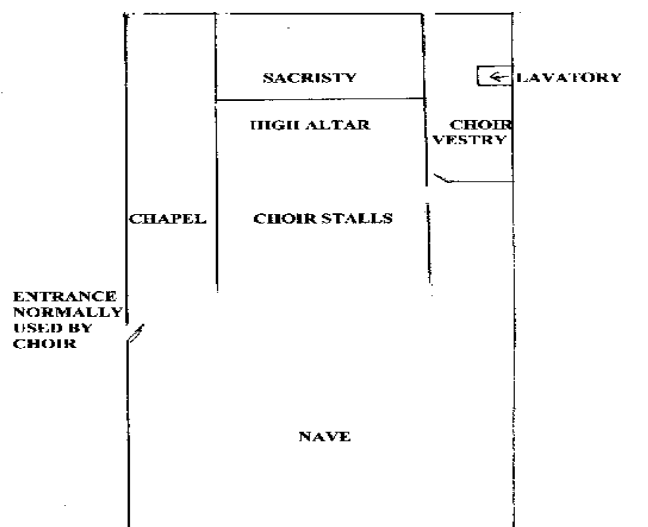 SACRISTY
LAVATORY
HIGH ALTAR
CHOIR
VESTRY
CHAPEL
CHOIR STALLS
ENTRANCE
NORMALLY
USED BY
CHOIR
NAVE